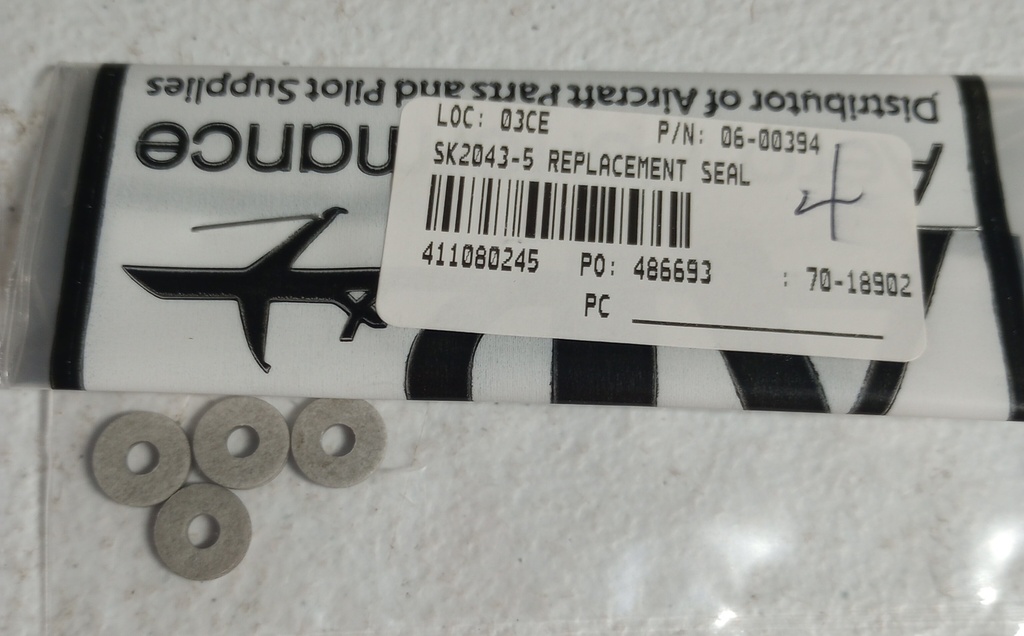 Distributor of Aircraft Parts and Pilot Supplies
nance
LOC: 03CE P/N: 06-00394
SK2043-5 REPLACEMENT SEAL
4
411080245 PO: 486693 : 70-18902
PC